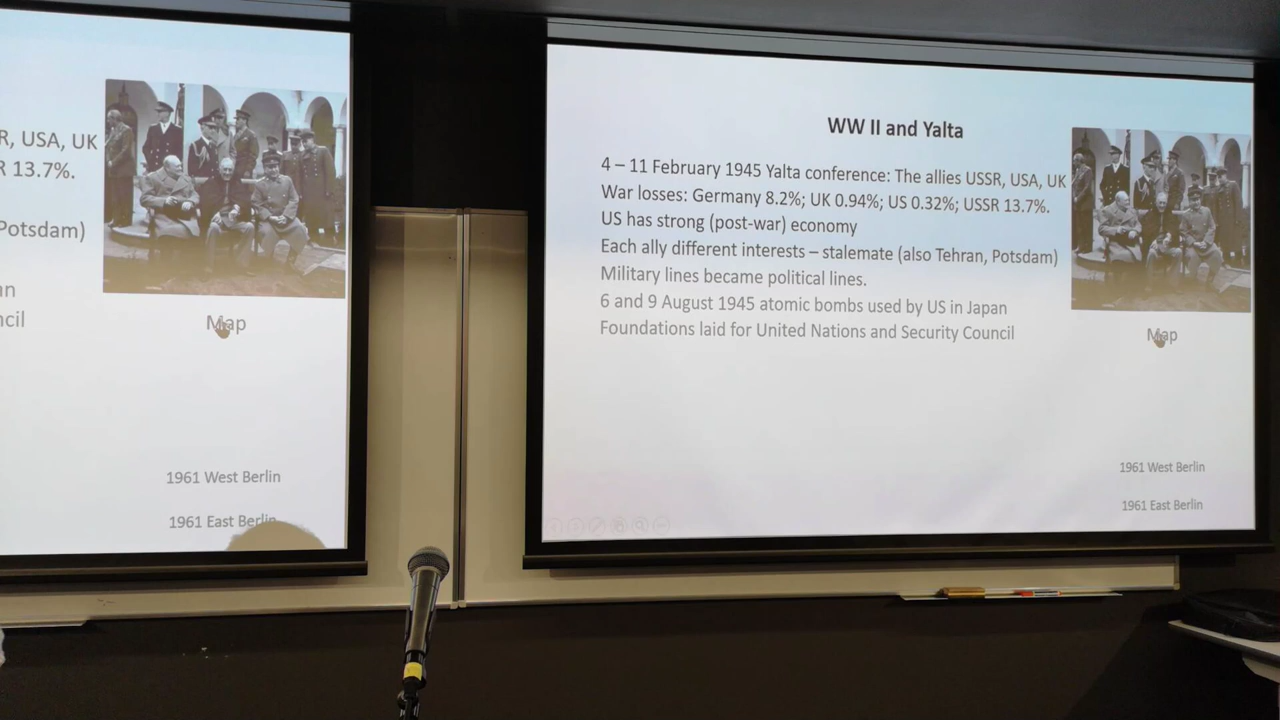 R, USA, UK
R 13.7%.
Potsdam)
an
ncil
Map
1961 West Berlin
1961 East Berlin
WW II and Yalta
4 – 11 February 1945 Yalta conference: The allies USSR, USA, UK
War losses: Germany 8.2%; UK 0.94%; US 0.32%; USSR 13.7%.
US has strong (post-war) economy
Each ally different interests – stalemate (also Tehran, Potsdam)
Military lines became political lines.
6 and 9 August 1945 atomic bombs used by US in Japan
Foundations laid for United Nations and Security Council
Map
1961 West Berlin
1961 East Berlin